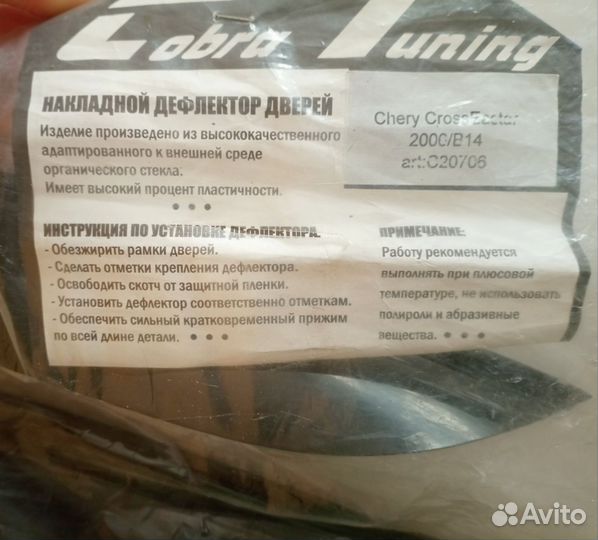 Cobra Tuning
НАКЛАДНОЙ ДЕФЛЕКТОР ДВЕРЕЙ
Изделие произведено из высококачественного
адаптированного к внешней среде
органического стекла.
Имеет высокий процент пластичности.
• • •
Chery CrossEastar
2006/B14
art:C20706
ИНСТРУКЦИЯ ПО УСТАНОВКЕ ДЕФЛЕКТОРА:
- Обезжирить рамки дверей.
- Сделать отметки крепления дефлектора.
- Освободить скотч от защитной пленки.
- Установить дефлектор соответственно отметкам.
- Обеспечить сильный кратковременный прижим
по всей длине детали. • • •
ПРИМЕЧАНИЕ:
Работу рекомендуется
выполнять при плюсовой
температуре, не использовать
полироли и абразивные
вещества. • • •
Avito